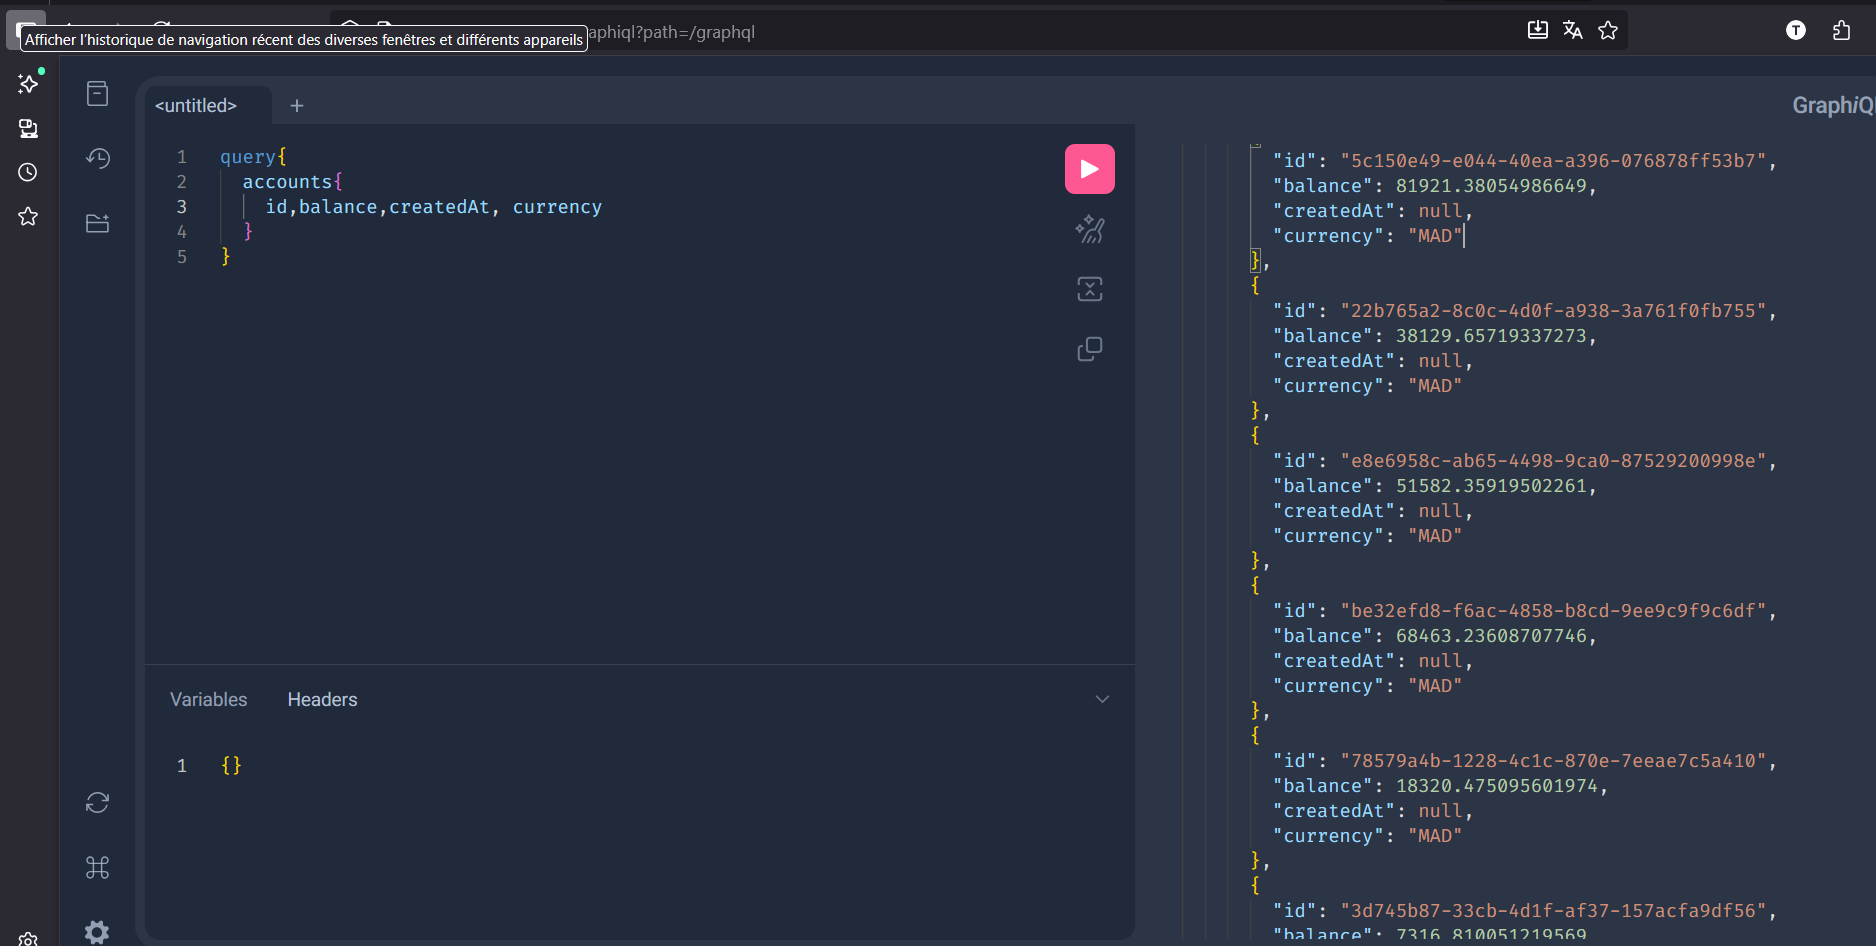 Afficher l'historique de navigation récent des diverses fenêtres et différents appareils
aphiql?path=/graphql
T
<untitled>
+
GraphiQ
1 query{
2 accounts{
3 id,balance,createdAt, currency
4 }
5 }
Variables
Headers
1 {}
"id": "5c150e49-e044-40ea-a396-076878ff53b7",
"balance": 81921.38054986649,
"createdAt": null,
"currency": "MAD"
},
{
"id": "22b765a2-8c0c-4d0f-a938-3a761f0fb755",
"balance": 38129.65719337273,
"createdAt": null,
"currency": "MAD"
},
{
"id": "e8e6958c-ab65-4498-9ca0-87529200998e",
"balance": 51582.35919502261,
"createdAt": null,
"currency": "MAD"
},
{
"id": "be32efd8-f6ac-4858-b8cd-9ee9c9f9c6df",
"balance": 68463.23608707746,
"createdAt": null,
"currency": "MAD"
},
{
"id": "78579a4b-1228-4c1c-870e-7eeae7c5a410",
"balance": 18320.475095601974,
"createdAt": null,
"currency": "MAD"
},
{
"id": "3d745b87-33cb-4d1f-af37-157acfa9df56",
"balance": 7316.810051219569